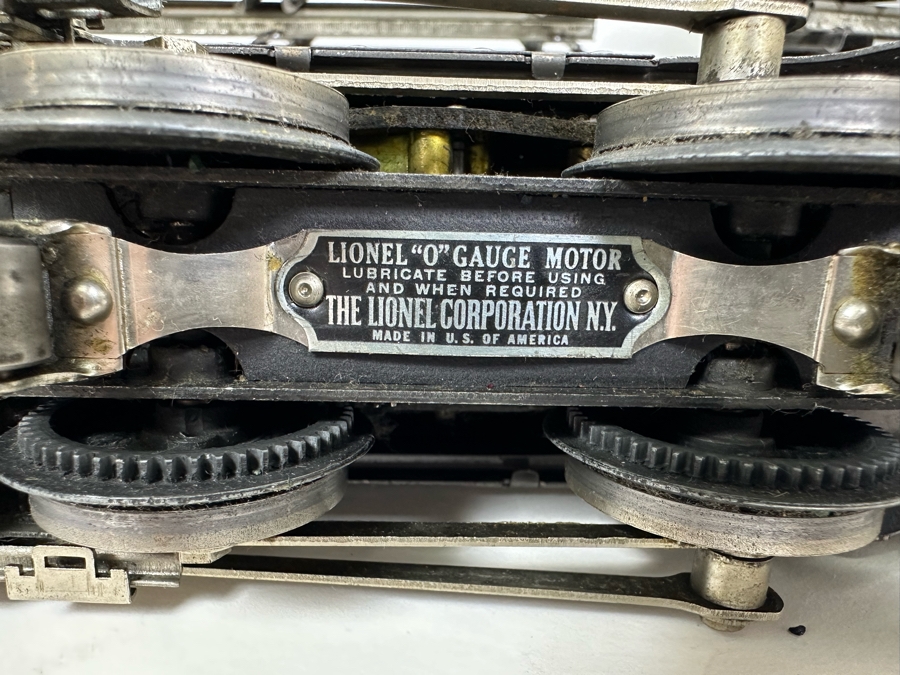 LIONEL "O" GAUGE MOTOR
LUBRICATE BEFORE USING
AND WHEN REQUIRED
THE LIONEL CORPORATION N.Y.
MADE IN U.S. OF AMERICA